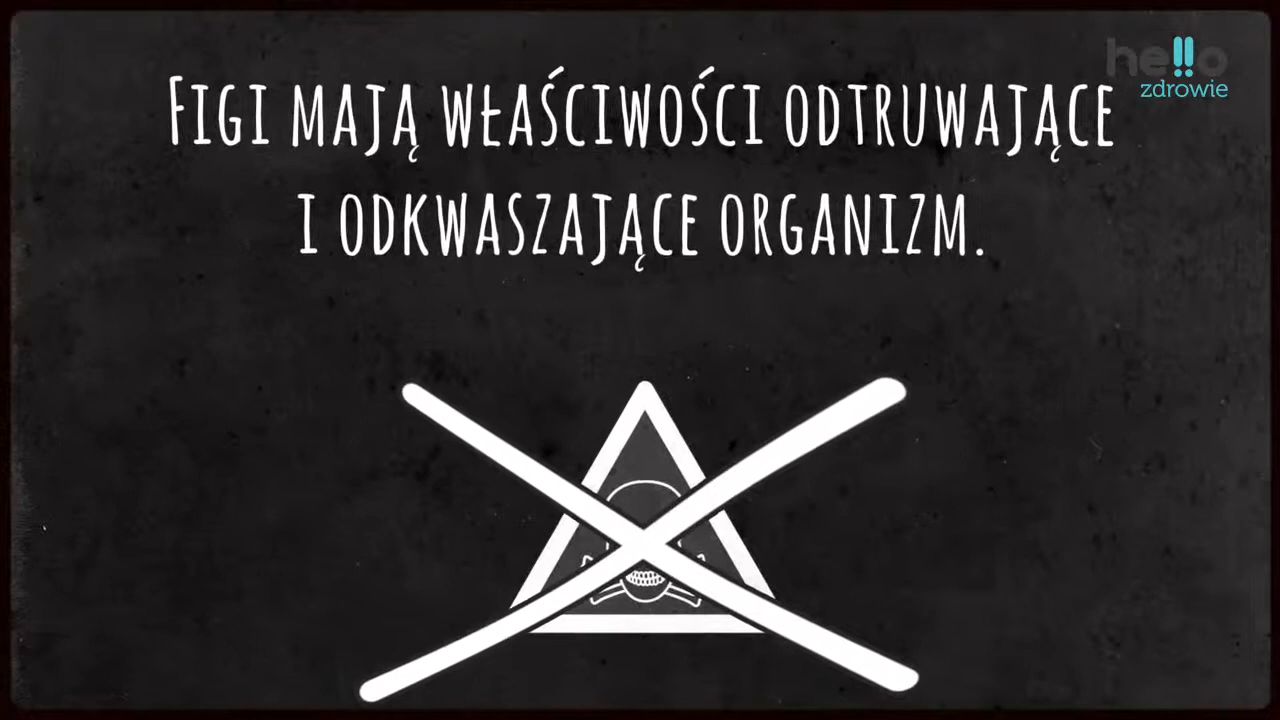 hello
zdrowie
Figi mają właściwości odtruwające
i odkwaszające organizm.